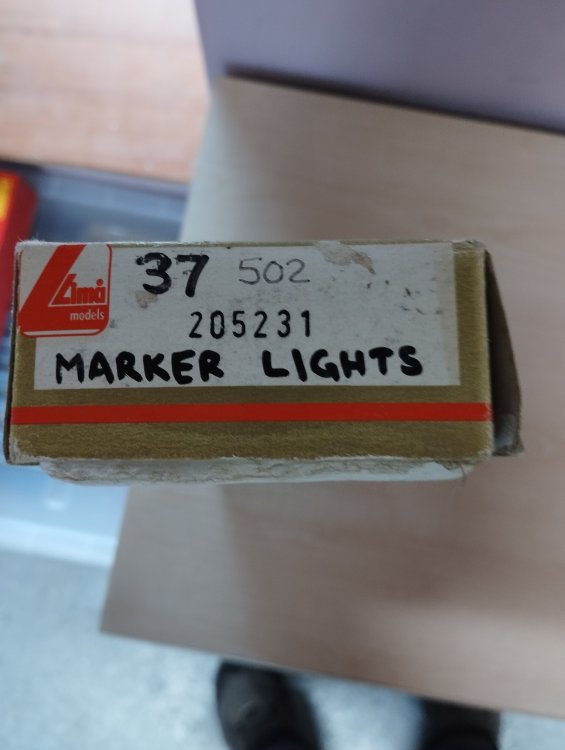 Lima
models
37 502
205231
MARKER LIGHTS